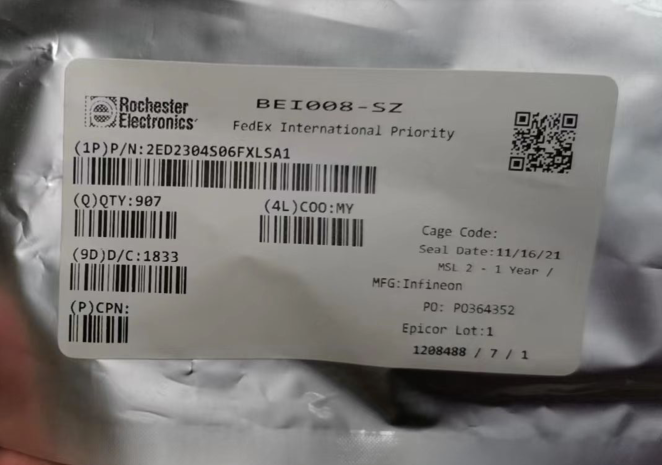 Rochester
Electronics
BEI008-SZ
FedEx International Priority
(1P)P/N:2ED2304S06FXLSA1
(Q)QTY:907
(4L)COO:MY
(9D)D/C:1833
(P)CPN:
Cage Code:
Seal Date:11/16/21
MSL 2 - 1 Year /
MFG:Infineon
PO: P0364352
Epicor Lot:1
1208488 / 7 / 1